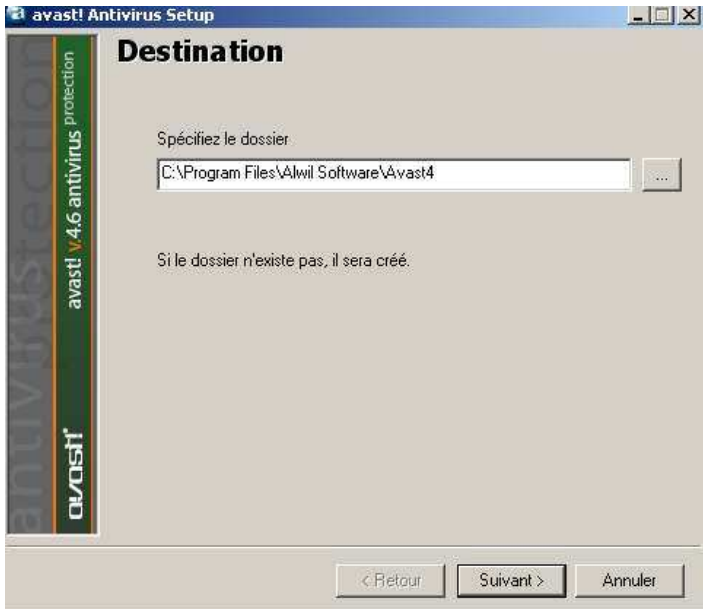 avast! Antivirus Setup
Destination
Spécifiez le dossier
C:\Program Files\Alwil Software\Avast4
...
Si le dossier n'existe pas, il sera créé.
avast! v.4.6 antivirus protection
avast!
antivirus
< Retour
Suivant >
Annuler